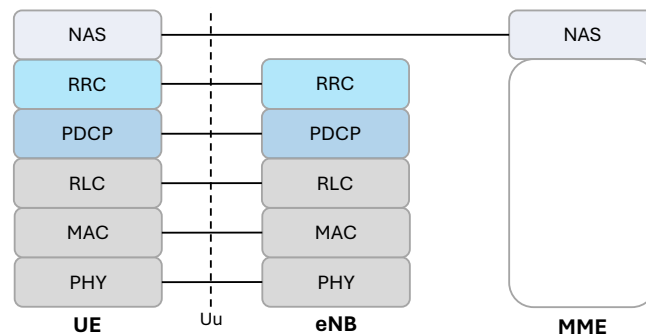 NAS NAS
RRC RRC
PDCP PDCP
RLC RLC
MAC MAC
PHY PHY
UE Uu eNB MME